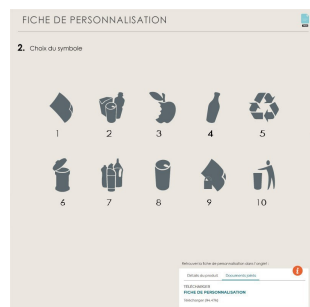 FICHE DE PERSONNALISATION
2. Choix du symbole
1 2 3 4 5
6 7 8 9 10
Retrouvez la fiche de personnalisation dans l'onglet :
Détails du produit Documents joints
TÉLÉCHARGER
FICHE DE PERSONNALISATION
Télécharger